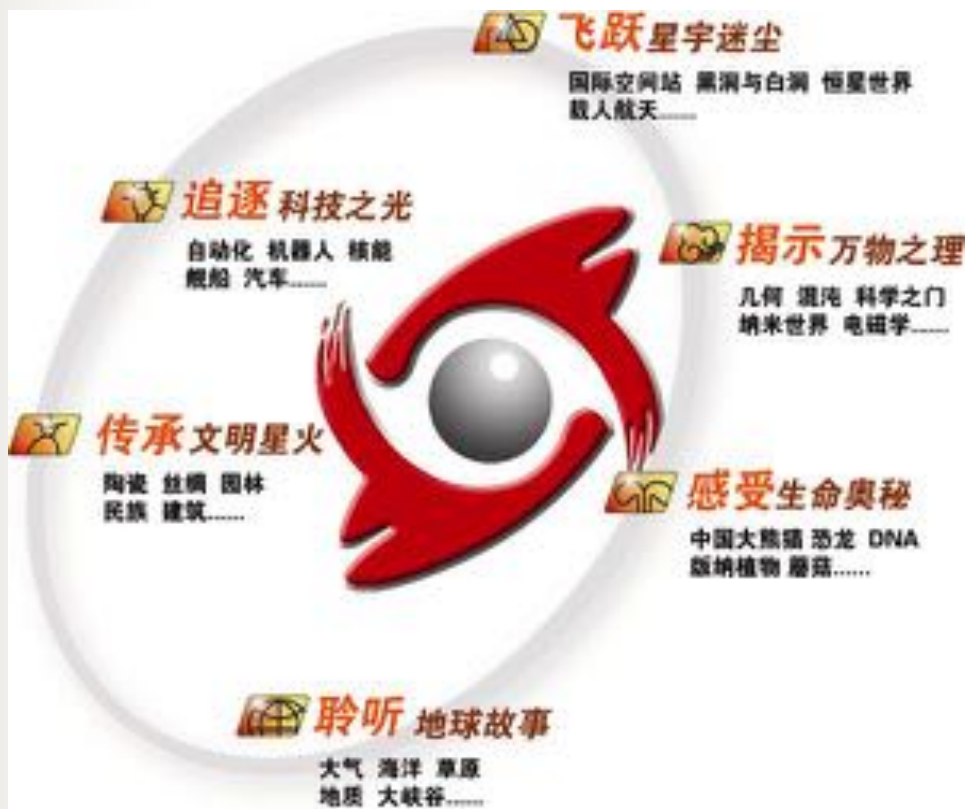 飞跃星宇迷尘
国际空间站 黑洞与白洞 恒星世界
载人航天......
追逐科技之光
自动化 机器人 核能
舰船 汽车......
揭示万物之理
几何 混沌 科学之门
纳米世界 电磁学......
传承文明星火
陶瓷 丝绸 园林
民族 建筑......
感受生命奥秘
中国大熊猫 恐龙 DNA
版纳植物 蘑菇......
聆听地球故事
大气 海洋 草原
地质 大峡谷......